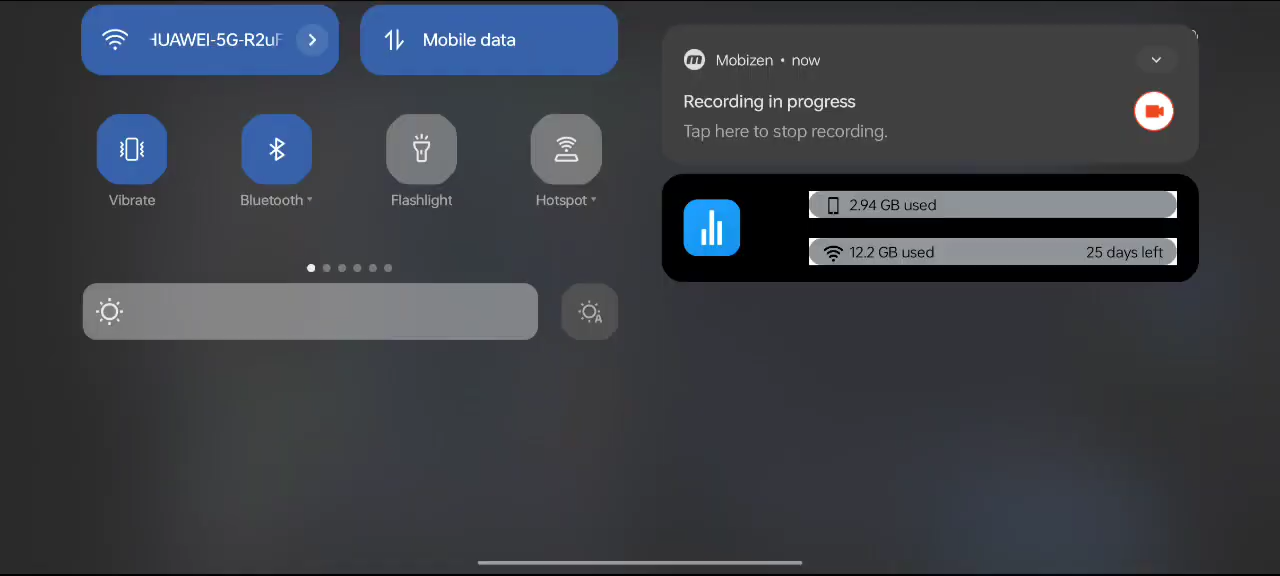 HUAWEI-5G-R2uF
Mobile data
Vibrate
Bluetooth
Flashlight
Hotspot
Mobizen • now
Recording in progress
Tap here to stop recording.
2.94 GB used
12.2 GB used 25 days left